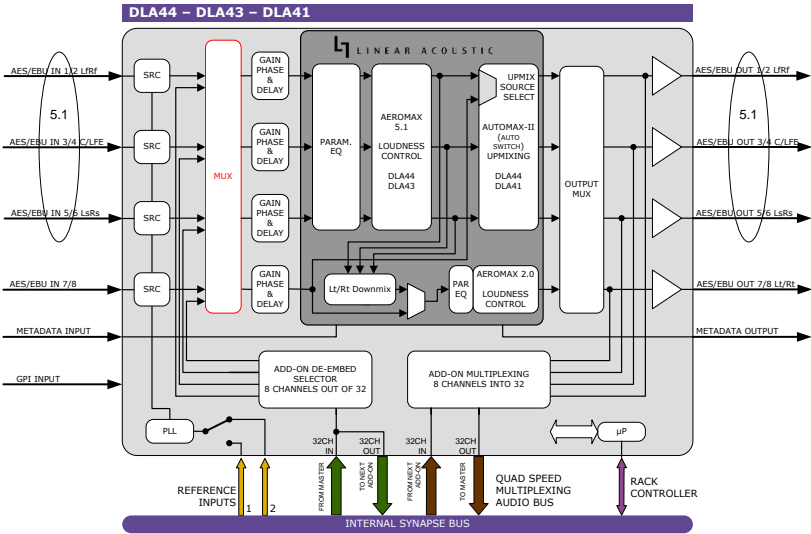 DLA44 – DLA43 – DLA41
LINEAR ACOUSTIC
AES/EBU IN 1/2 LfRf
SRC
GAIN
PHASE
&
DELAY
UPMIX
SOURCE
SELECT
AES/EBU OUT 1/2 LfRf
5.1
AEROMAX
5.1
LOUDNESS
CONTROL
DLA44
DLA43
5.1
AES/EBU IN 3/4 C/LFE
SRC
GAIN
PHASE
&
DELAY
PARAM.
EQ
AUTOMAX-II
(AUTO
SWITCH)
UPMIXING
DLA44
DLA41
AES/EBU OUT 3/4 C/LFE
MUX
OUTPUT
MUX
AES/EBU IN 5/6 LsRs
SRC
GAIN
PHASE
&
DELAY
AES/EBU OUT 5/6 LsRs
AES/EBU IN 7/8
SRC
GAIN
PHASE
&
DELAY
Lt/Rt Downmix
PAR
EQ
AEROMAX 2.0
LOUDNESS
CONTROL
AES/EBU OUT 7/8 Lt/Rt
METADATA INPUT
METADATA OUTPUT
GPI INPUT
ADD-ON DE-EMBED
SELECTOR
8 CHANNELS OUT OF 32
ADD-ON MULTIPLEXING
8 CHANNELS INTO 32
PLL
µP
32CH
IN
32CH
OUT
32CH
IN
32CH
OUT
REFERENCE
INPUTS
1
2
FROM MASTER
TO NEXT
ADD-ON
FROM NEXT
ADD-ON
TO MASTER
QUAD SPEED
MULTIPLEXING
AUDIO BUS
RACK
CONTROLLER
INTERNAL SYNAPSE BUS